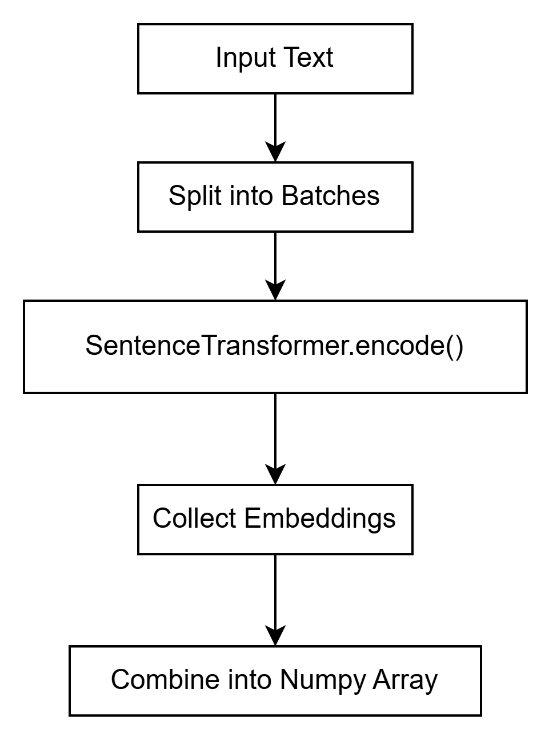 Input Text
Split into Batches
SentenceTransformer.encode()
Collect Embeddings
Combine into Numpy Array